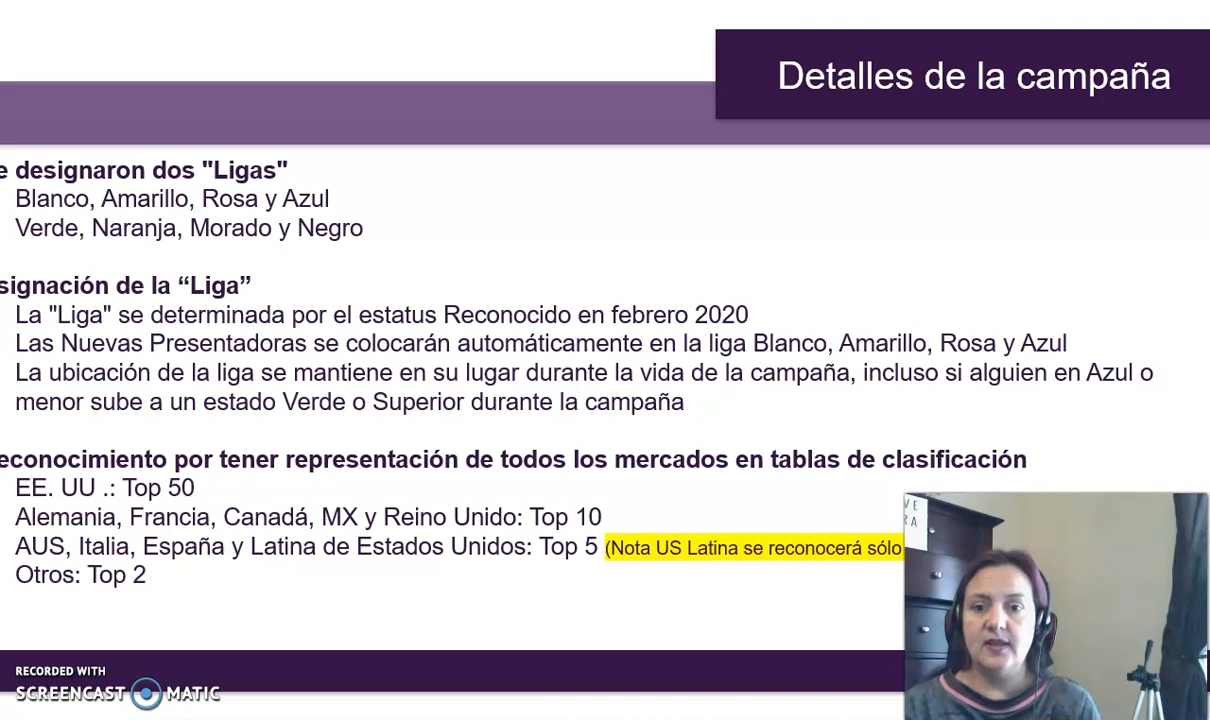 Detalles de la campaña
e designaron dos "Ligas"
Blanco, Amarillo, Rosa y Azul
Verde, Naranja, Morado y Negro
signación de la “Liga”
La "Liga" se determinada por el estatus Reconocido en febrero 2020
Las Nuevas Presentadoras se colocarán automáticamente en la liga Blanco, Amarillo, Rosa y Azul
La ubicación de la liga se mantiene en su lugar durante la vida de la campaña, incluso si alguien en Azul o
menor sube a un estado Verde o Superior durante la campaña
econocimiento por tener representación de todos los mercados en tablas de clasificación
EE. UU .: Top 50
Alemania, Francia, Canadá, MX y Reino Unido: Top 10
AUS, Italia, España y Latina de Estados Unidos: Top 5 (Nota US Latina se reconocerá sólo
Otros: Top 2
VE
RA
RECORDED WITH
SCREENCAST MATIC